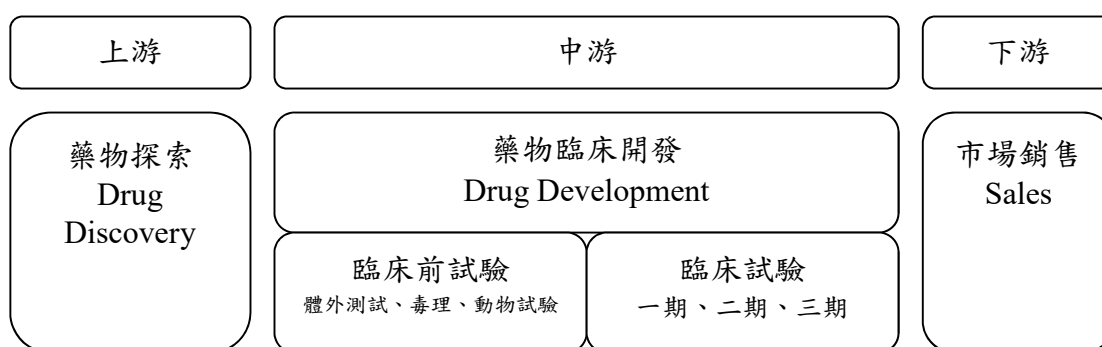 上游
中游
下游
藥物探索
Drug
Discovery
藥物臨床開發
Drug Development
臨床前試驗
體外測試、毒理、動物試驗
臨床試驗
一期、二期、三期
市場銷售
Sales